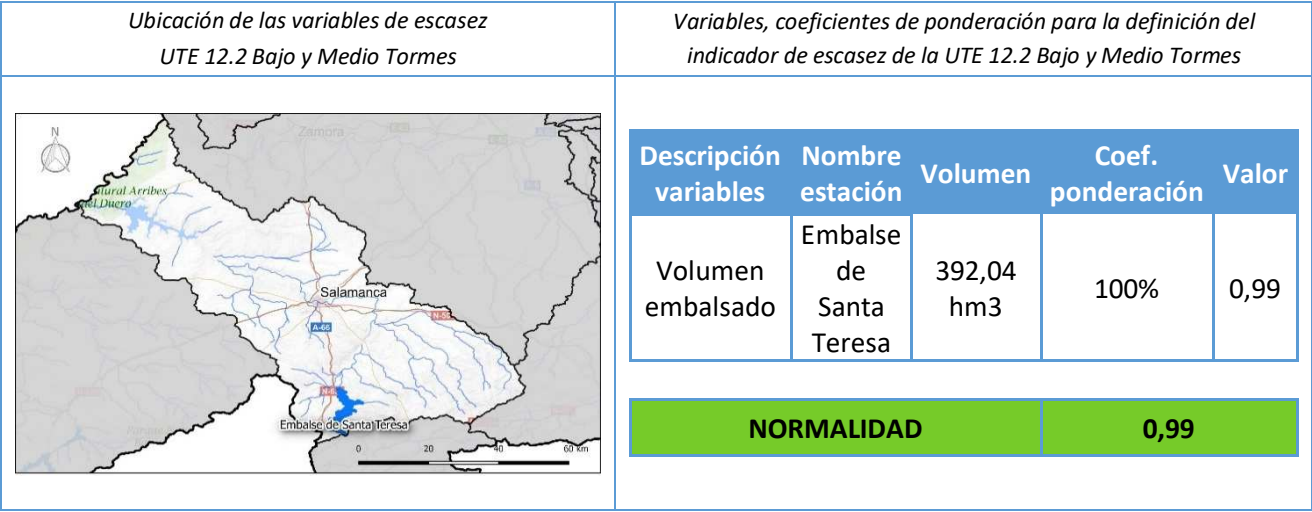 Ubicación de las variables de escasez
UTE 12.2 Bajo y Medio Tormes
Variables, coeficientes de ponderación para la definición del
indicador de escasez de la UTE 12.2 Bajo y Medio Tormes
N
Zamora
tural Arribes
del Duero
Salamanca
A-66
Embalse de Santa Teresa
0 20 40 60 km
Descripción variables
Nombre estación
Volumen
Coef. ponderación
Valor
Volumen embalsado
Embalse
de
Santa
Teresa
392,04
hm3
100%
0,99
NORMALIDAD 0,99